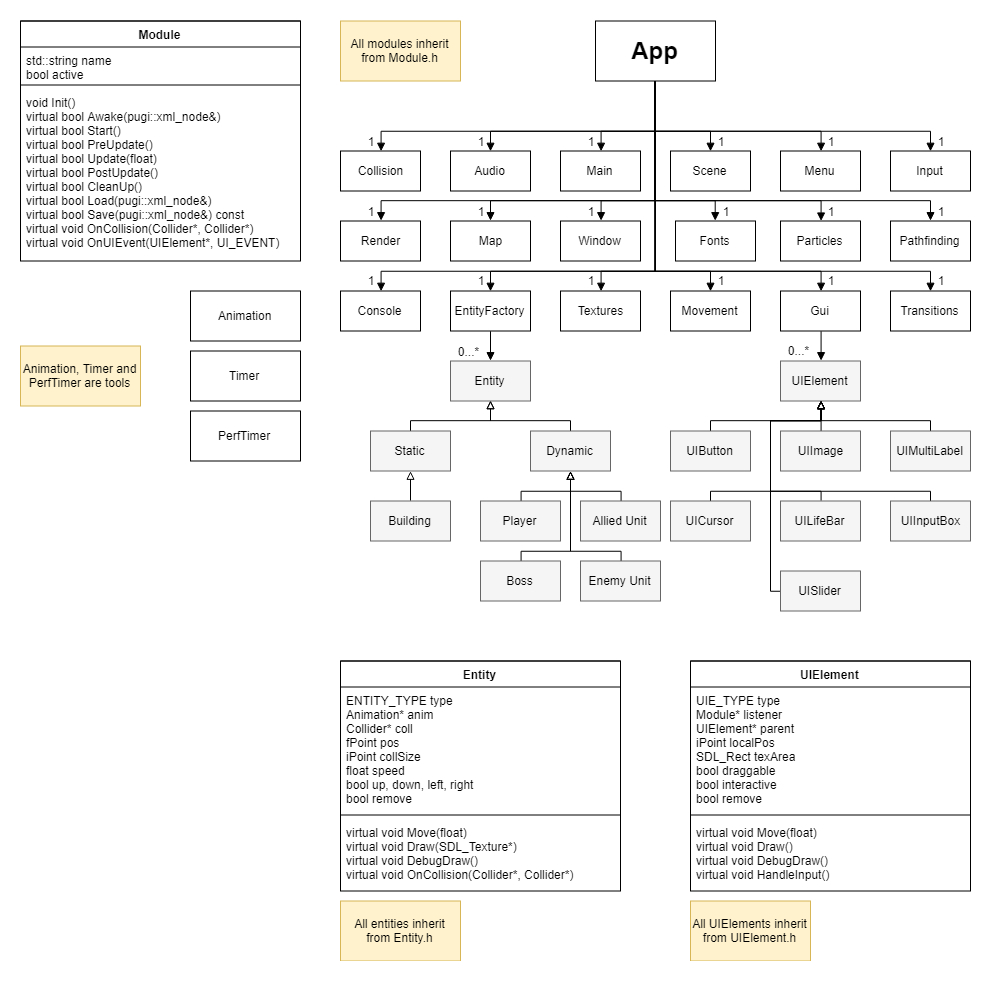 Module
std::string name
bool active
void Init()
virtual bool Awake(pugi::xml_node&)
virtual bool Start()
virtual bool PreUpdate()
virtual bool Update(float)
virtual bool PostUpdate()
virtual bool CleanUp()
virtual bool Load(pugi::xml_node&)
virtual bool Save(pugi::xml_node&) const
virtual void OnCollision(Collider*, Collider*)
virtual void OnUIEvent(UIElement*, UI_EVENT)
All modules inherit
from Module.h
App
1 1 1 1 1 1
Collision Audio Main Scene Menu Input
1 1 1 1 1 1
Render Map Window Fonts Particles Pathfinding
1 1 1 1 1 1
Console EntityFactory Textures Movement Gui Transitions
Animation
Animation, Timer and
PerfTimer are tools
Timer
PerfTimer
0...* 0...*
Entity UIElement
Static Dynamic UIButton UIImage UIMultiLabel
Building Player Allied Unit UICursor UILifeBar UIInputBox
Boss Enemy Unit UISlider
Entity
ENTITY_TYPE type
Animation* anim
Collider* coll
fPoint pos
iPoint collSize
float speed
bool up, down, left, right
bool remove
virtual void Move(float)
virtual void Draw(SDL_Texture*)
virtual void DebugDraw()
virtual void OnCollision(Collider*, Collider*)
All entities inherit
from Entity.h
UIElement
UIE_TYPE type
Module* listener
UIElement* parent
iPoint localPos
SDL_Rect texArea
bool draggable
bool interactive
bool remove
virtual void Move(float)
virtual void Draw()
virtual void DebugDraw()
virtual void HandleInput()
All UIElements inherit
from UIElement.h